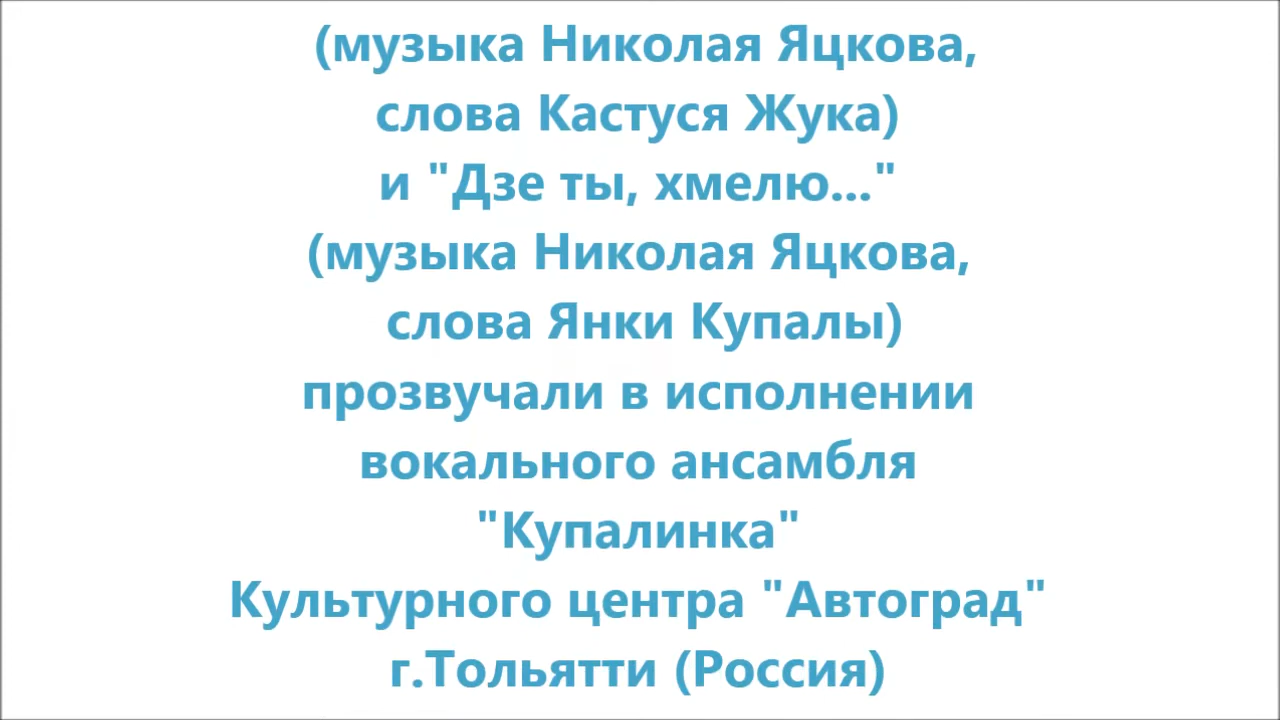 (музыка Николая Яцкова,
слова Кастуся Жука)
и "Дзе ты, хмелю..."
(музыка Николая Яцкова,
слова Янки Купалы)
прозвучали в исполнении
вокального ансамбля
"Купалинка"
Культурного центра "Автоград"
г.Тольятти (Россия)